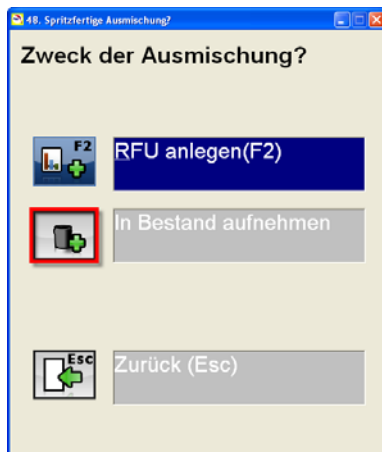 48. Spritzfertige Ausmischung?
Zweck der Ausmischung?
F2
RFU anlegen(F2)
In Bestand aufnehmen
Esc
Zurück (Esc)